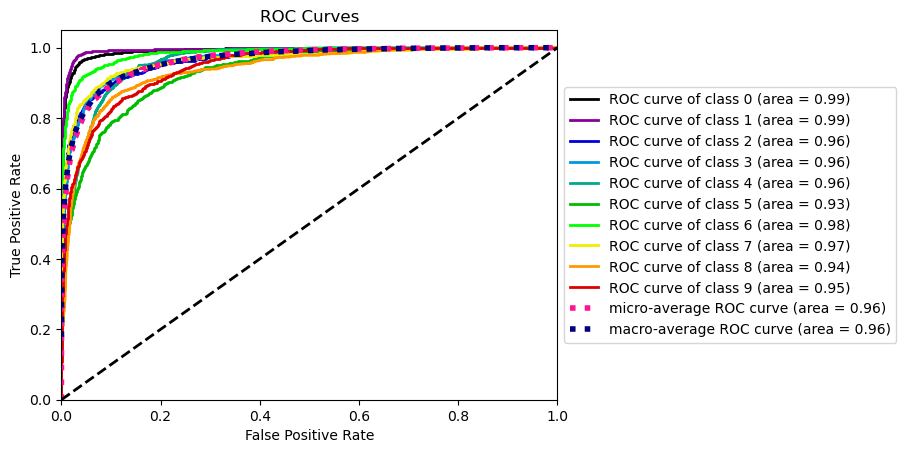 ROC Curves
True Positive Rate
1.0
0.8
0.6
0.4
0.2
0.0
0.0 0.2 0.4 0.6 0.8 1.0
False Positive Rate
ROC curve of class 0 (area = 0.99)
ROC curve of class 1 (area = 0.99)
ROC curve of class 2 (area = 0.96)
ROC curve of class 3 (area = 0.96)
ROC curve of class 4 (area = 0.96)
ROC curve of class 5 (area = 0.93)
ROC curve of class 6 (area = 0.98)
ROC curve of class 7 (area = 0.97)
ROC curve of class 8 (area = 0.94)
ROC curve of class 9 (area = 0.95)
micro-average ROC curve (area = 0.96)
macro-average ROC curve (area = 0.96)